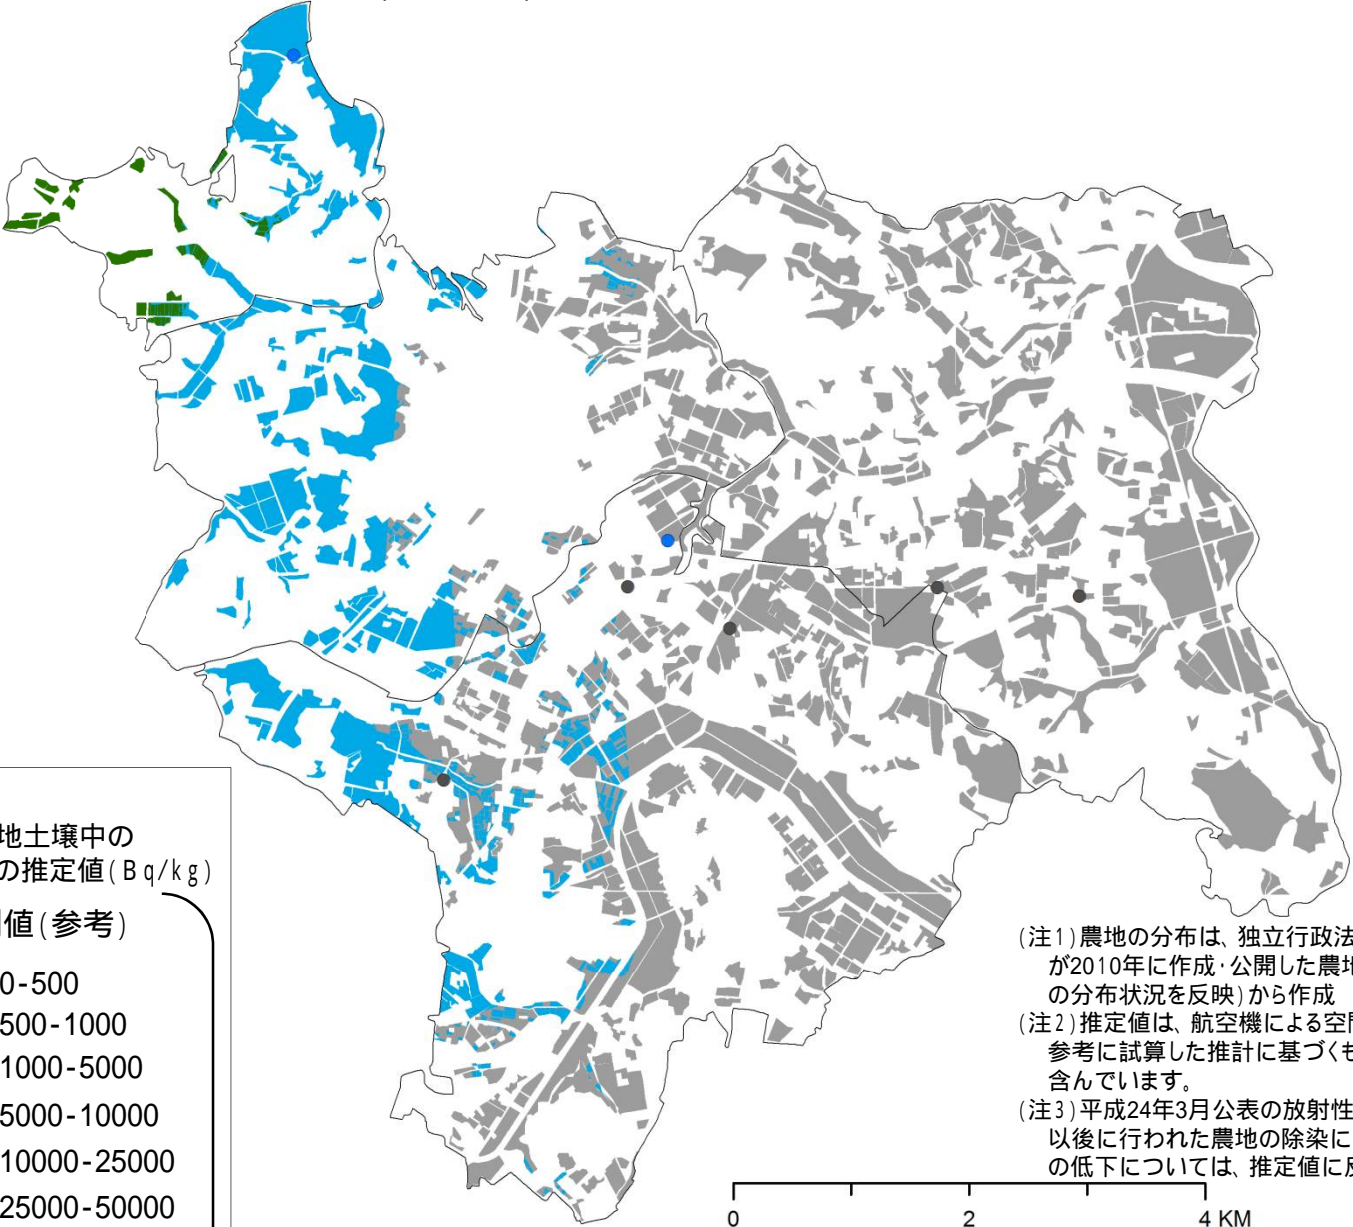 地土壌中の
の推定値(Bq/kg)
値(参考)
0-500
500-1000
1000-5000
5000-10000
10000-25000
25000-50000
(注1)農地の分布は、独立行政法
が2010年に作成・公開した農地
の分布状況を反映)から作成
(注2)推定値は、航空機による空
参考に試算した推計に基づくも
含んでいます。
(注3)平成24年3月公表の放射性
以後に行われた農地の除染に
の低下については、推定値に反
0 2 4 KM